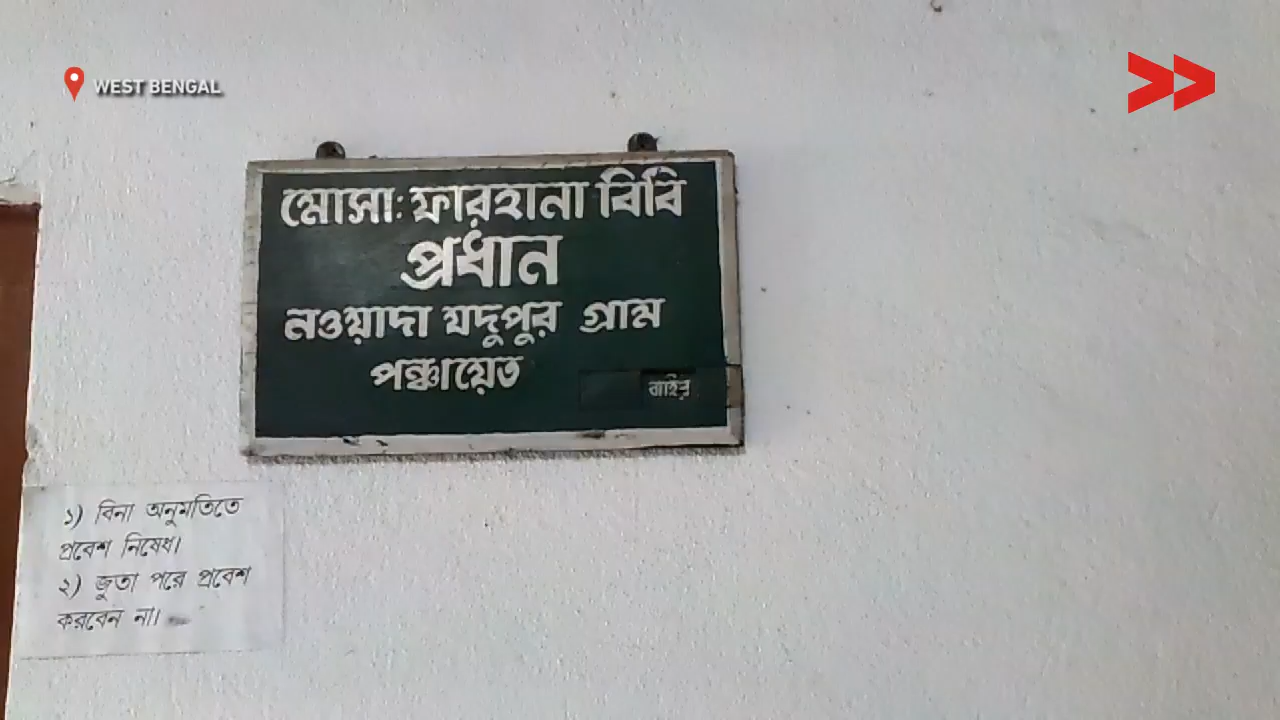 WEST BENGAL
মোসা: ফারহানা বিবি
প্রধান
নওয়াদা যদুপুর গ্রাম
পঞ্চায়েত
বাহির
১) বিনা অনুমতিতে
প্রবেশ নিষেধ।
২) জুতা পরে প্রবেশ
করবেন না।